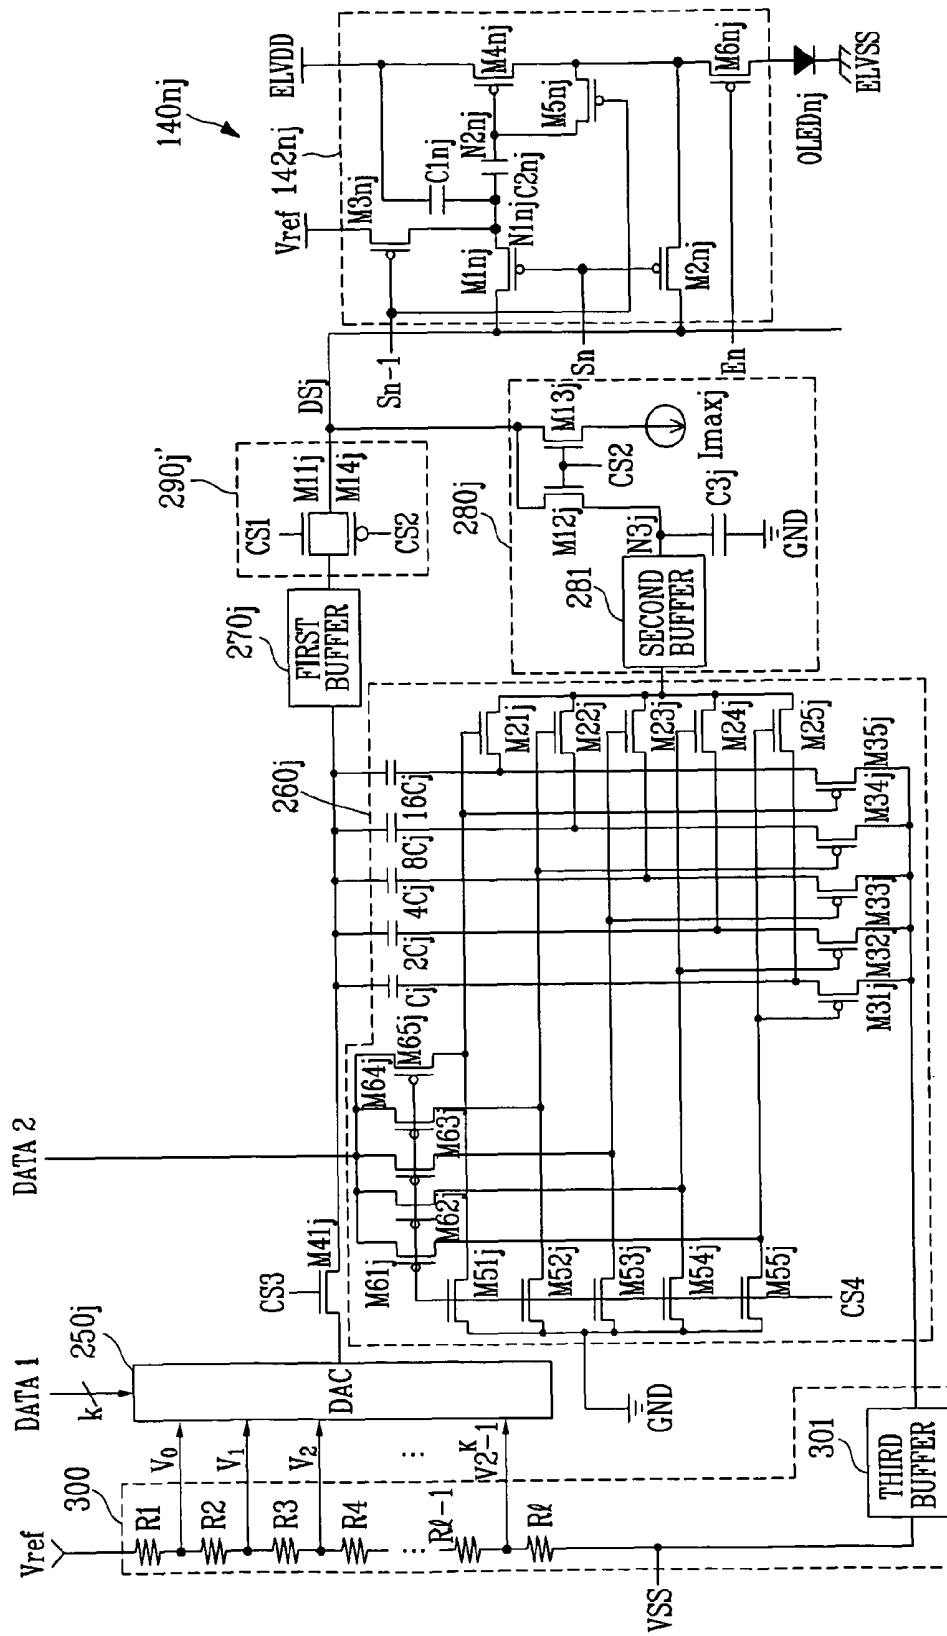 DATA 1
DATA 2
Vref
300
R1
R2
R3
R4
...
Rℓ-1
Rℓ
VSS
V0
V1
V2
...
V2^K-1
k
250j
DAC
CS3
M41j
GND
301
THIRD
BUFFER
M61j
M62j
M63j
M64j
M65j
M51j
M52j
M53j
M54j
M55j
CS4
260j
Cj
2Cj
4Cj
8Cj
16Cj
M21j
M22j
M23j
M24j
M25j
M31j
M32j
M33j
M34j
M35j
270j
FIRST
BUFFER
290j'
CS1
M11j
M14j
CS2
DSj
280j
281
SECOND
BUFFER
N3j
M12j
M13j
CS2
Imaxj
C3j
GND
Sn-1
Sn
En
140nj
142nj
Vref
ELVDD
M3nj
C1nj
N2nj
M4nj
M1nj
N1nj
C2nj
M5nj
M2nj
M6nj
OLEDnj
ELVSS